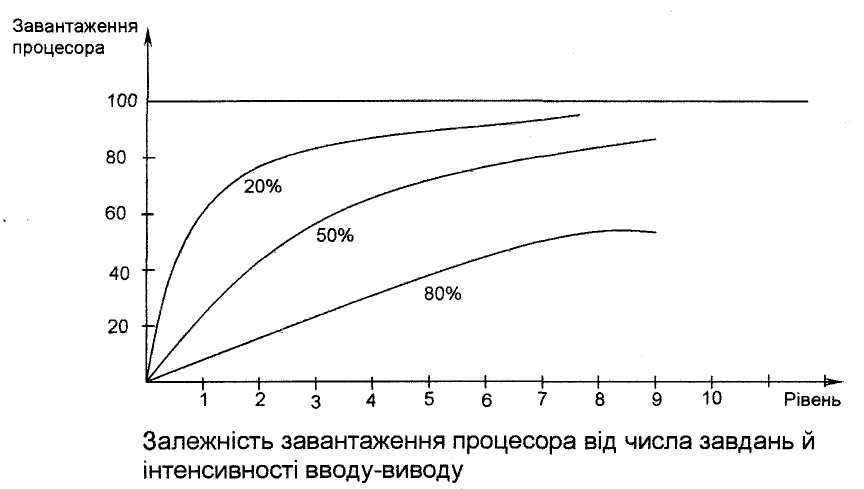 Завантаження
процесора
100
80
20%
60
50%
40
80%
20
1 2 3 4 5 6 7 8 9 10 Рівень
Залежність завантаження процесора від числа завдань й
інтенсивності вводу-виводу